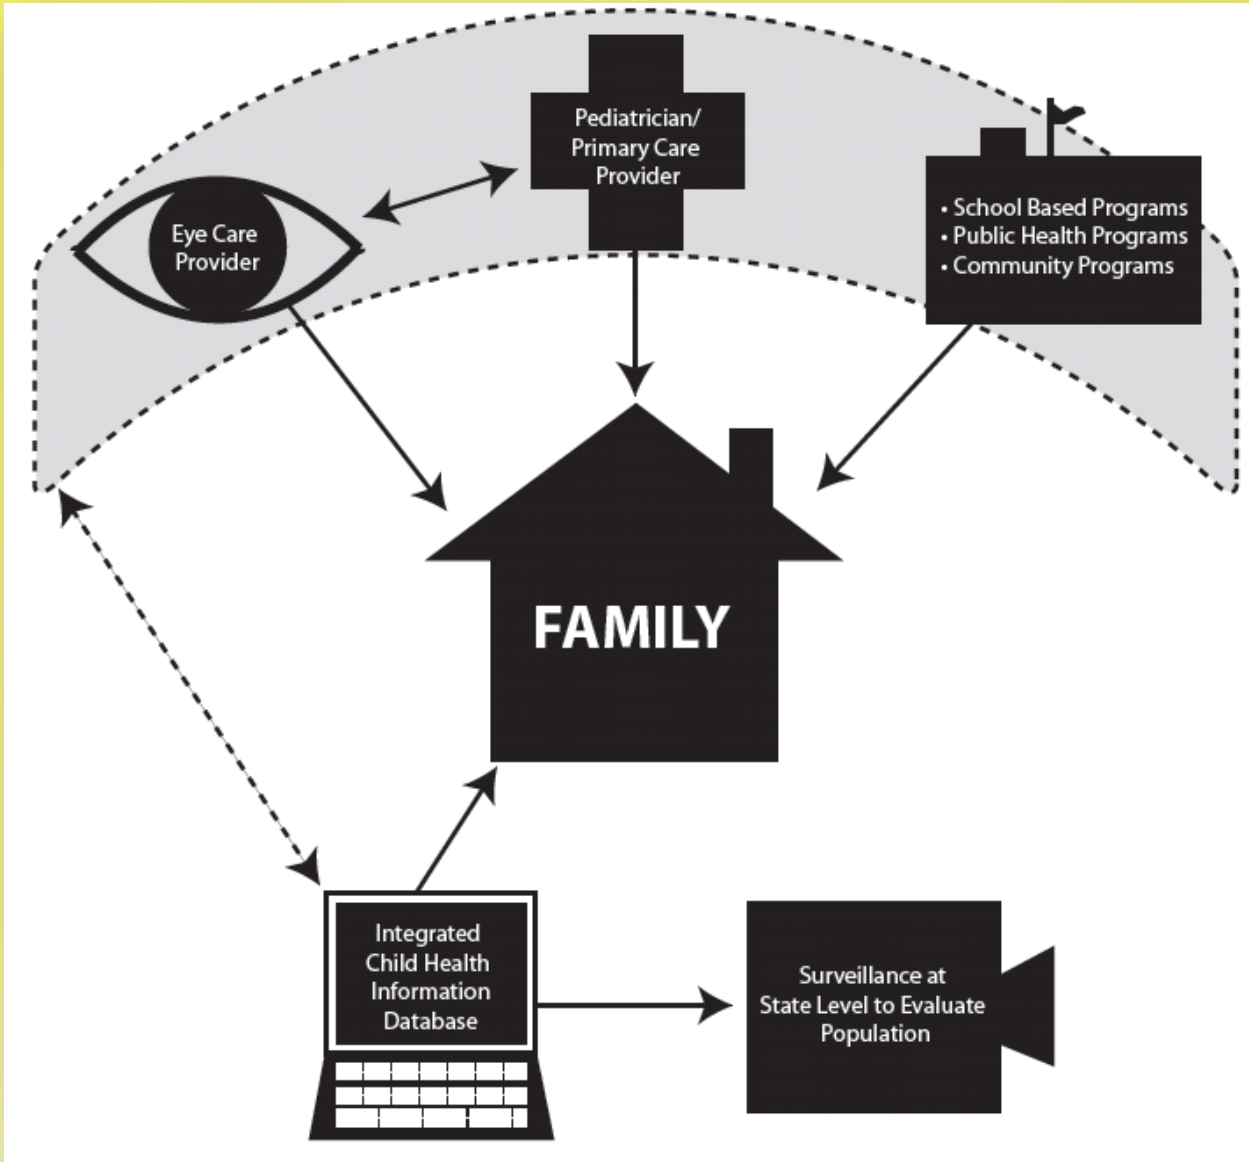 Pediatrician/
Primary Care
Provider
Eye Care
Provider
• School Based Programs
• Public Health Programs
• Community Programs
FAMILY
Integrated
Child Health
Information
Database
Surveillance at
State Level to Evaluate
Population